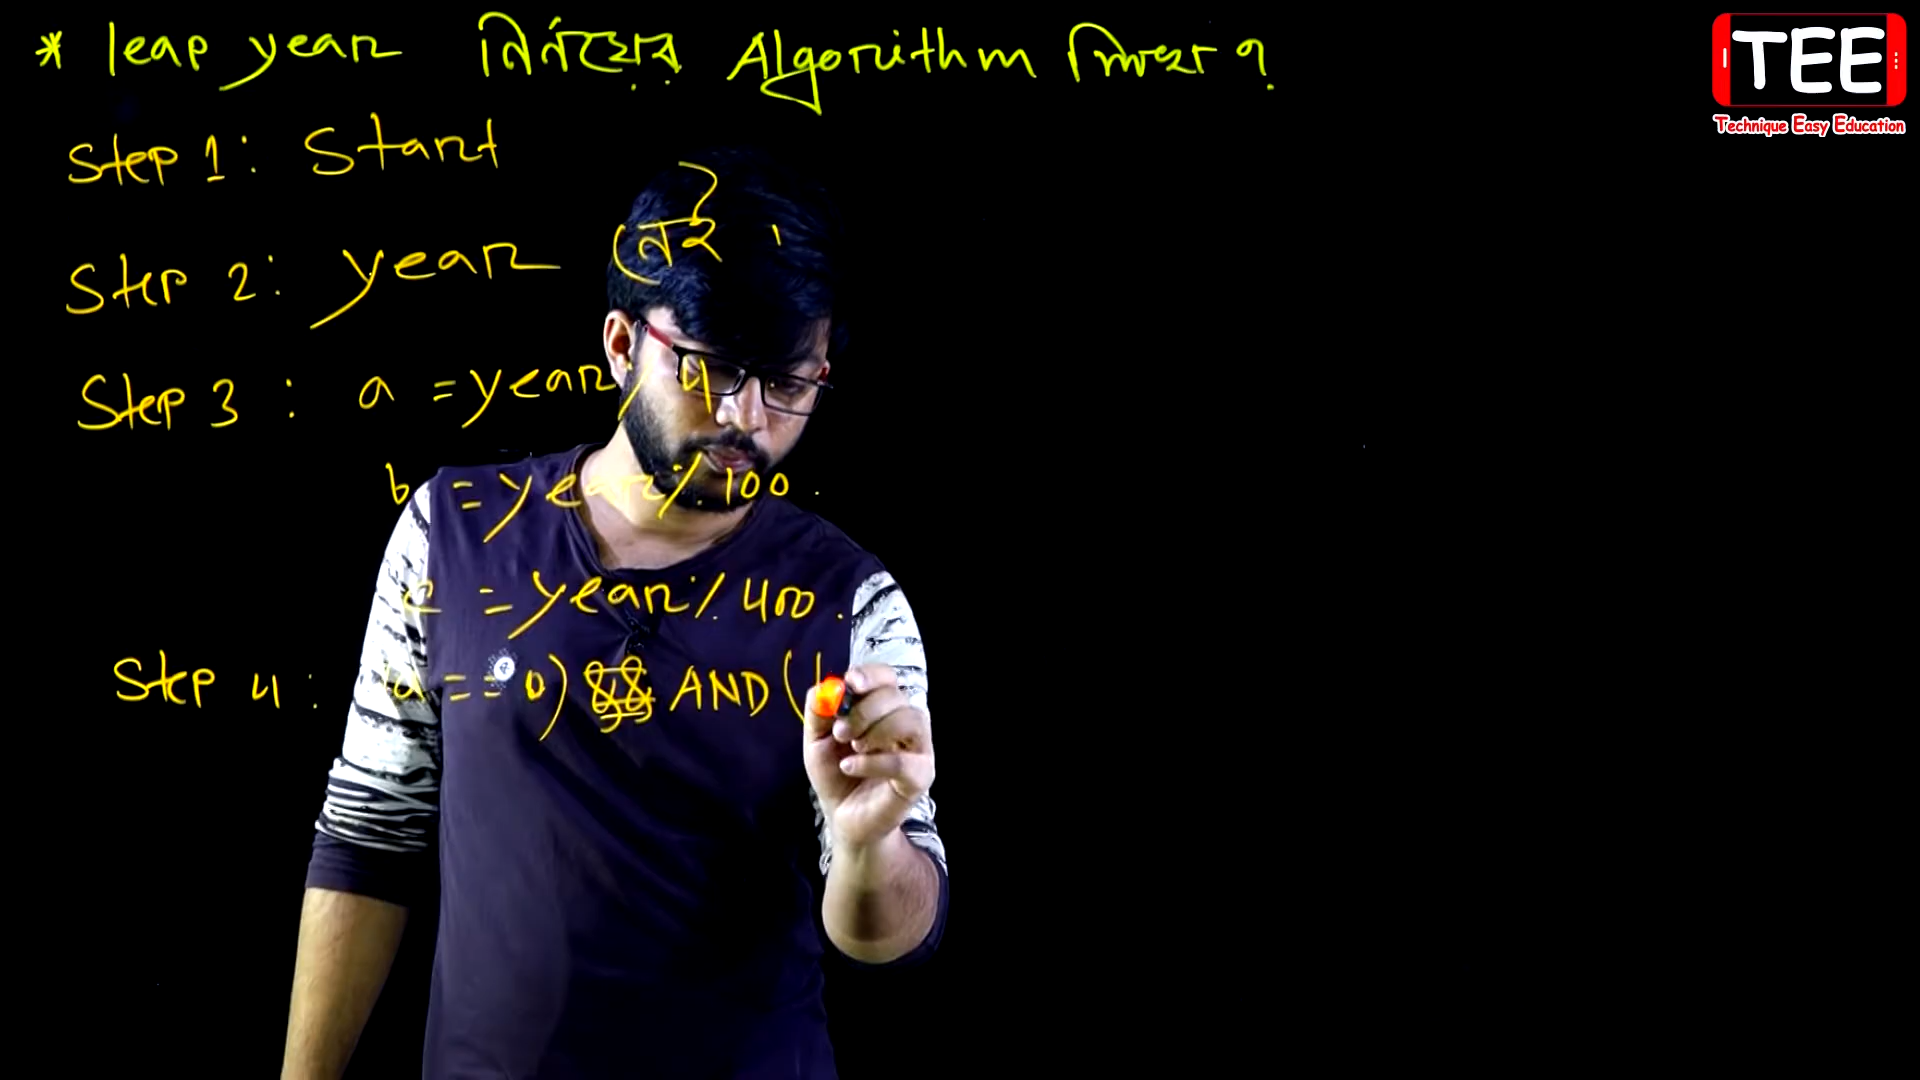 * leap year নির্ণয়ের Algorithm লিখ ?
Step 1: Start
Step 2: year নেই ।
Step 3 : a = year % 4
b = year % 100.
c = year % 400.
Step 4 : (a == 0) && AND (b
TEE
Technique Easy Education